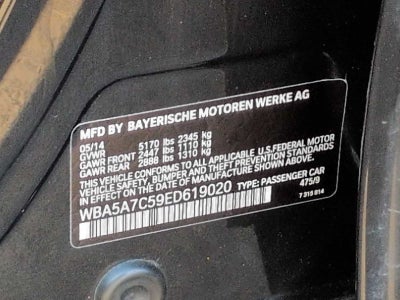 MFD BY BAYERISCHE MOTOREN WERKE AG
05/14 5170 lbs 2345 kg
GVWR
GAWR FRONT 2447 lbs 1110 kg
GAWR REAR 2888 lbs 1310 kg
THIS VEHICLE CONFORMS TO ALL APPLICABLE U.S.FEDERAL MOTOR
VEHICLE SAFETY, BUMPER AND THEFT PREVENTION STANDARDS
IN EFFECT ON THE DATE OF MANUFACTURE SHOWN ABOVE.
WBA5A7C59ED619020 TYPE: PASSENGER CAR
475/9
7 315 814